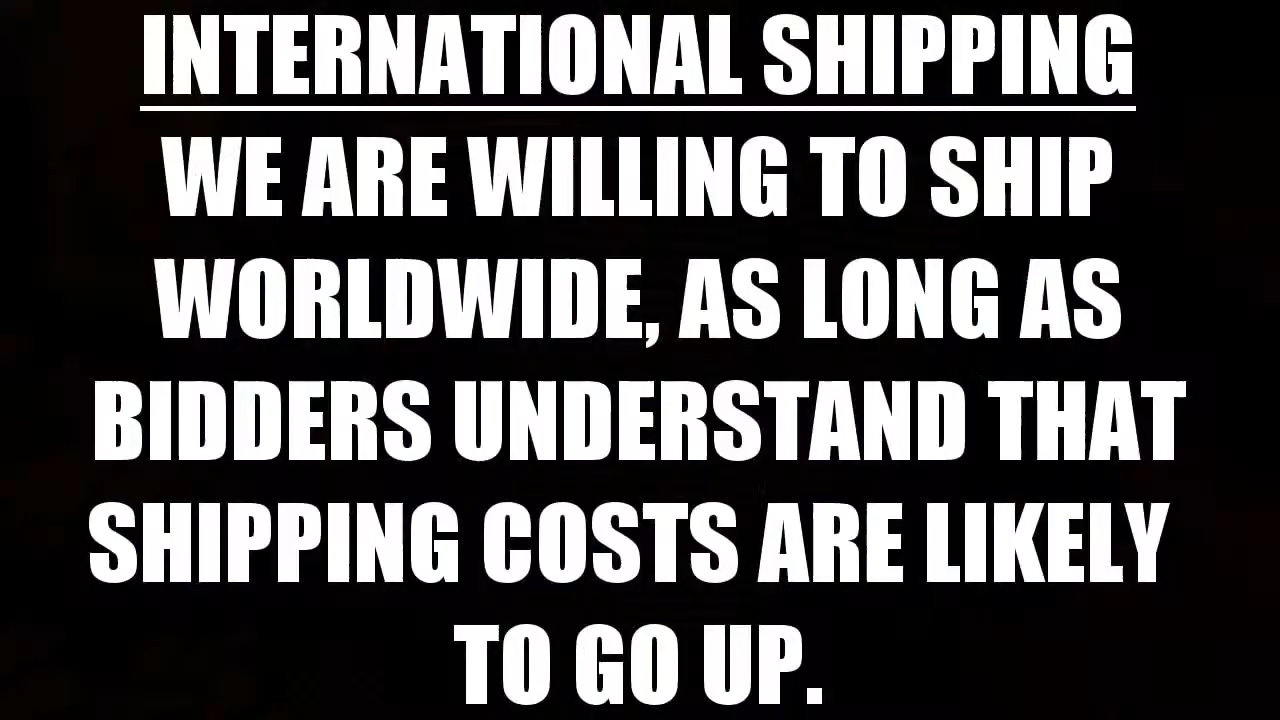 INTERNATIONAL SHIPPING
WE ARE WILLING TO SHIP
WORLDWIDE, AS LONG AS
BIDDERS UNDERSTAND THAT
SHIPPING COSTS ARE LIKELY
TO GO UP.